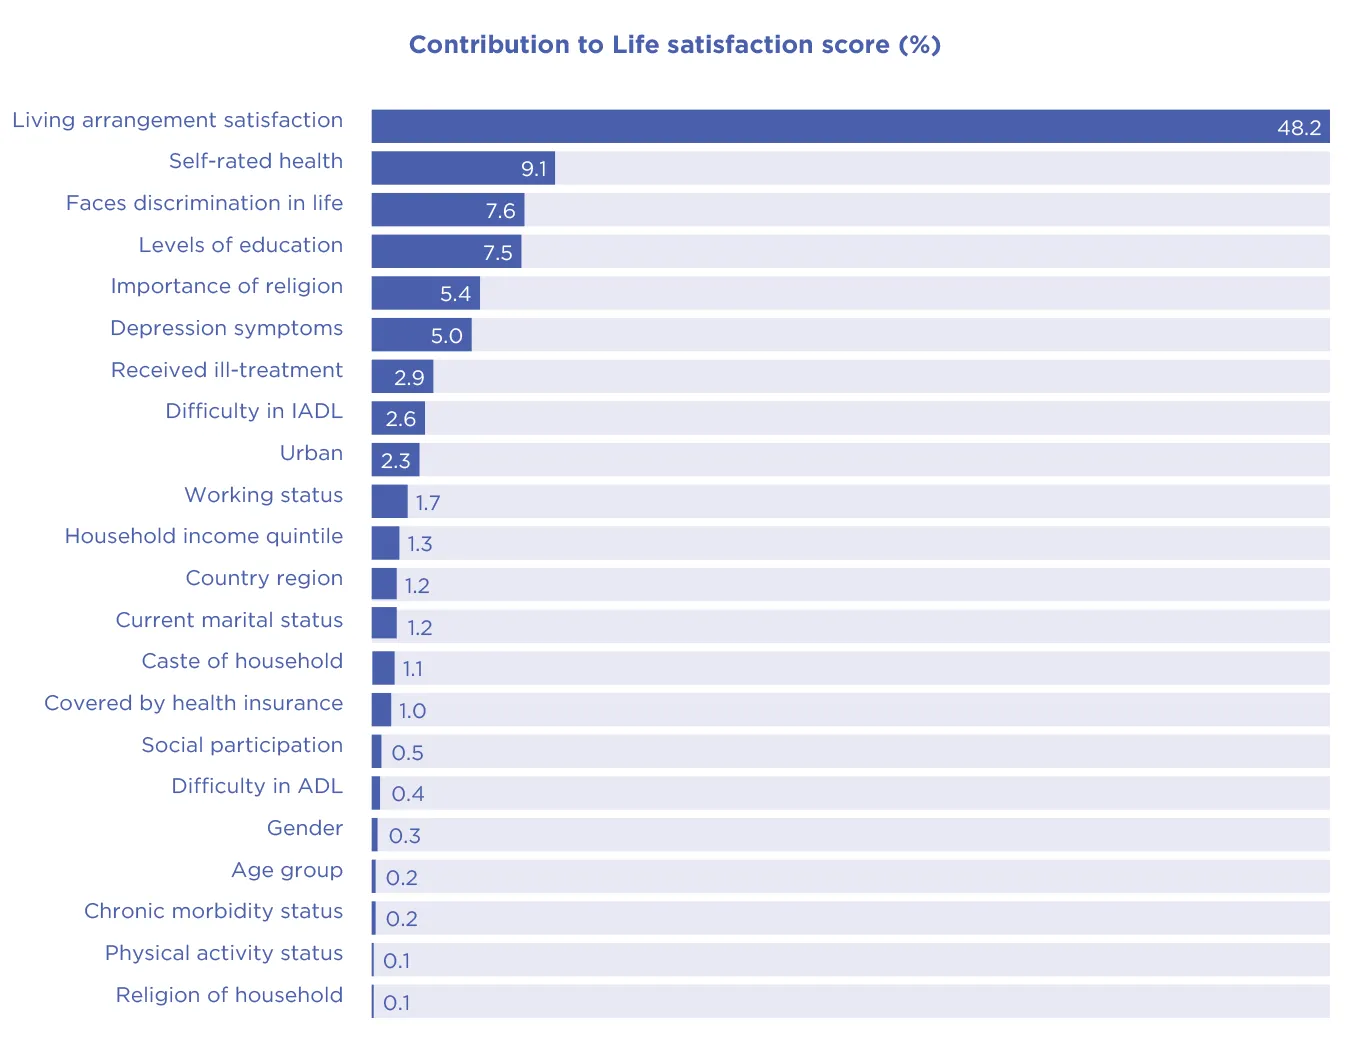 Contribution to Life satisfaction score (%)
Living arrangement satisfaction 48.2
Self-rated health 9.1
Faces discrimination in life 7.6
Levels of education 7.5
Importance of religion 5.4
Depression symptoms 5.0
Received ill-treatment 2.9
Difficulty in IADL 2.6
Urban 2.3
Working status 1.7
Household income quintile 1.3
Country region 1.2
Current marital status 1.2
Caste of household 1.1
Covered by health insurance 1.0
Social participation 0.5
Difficulty in ADL 0.4
Gender 0.3
Age group 0.2
Chronic morbidity status 0.2
Physical activity status 0.1
Religion of household 0.1